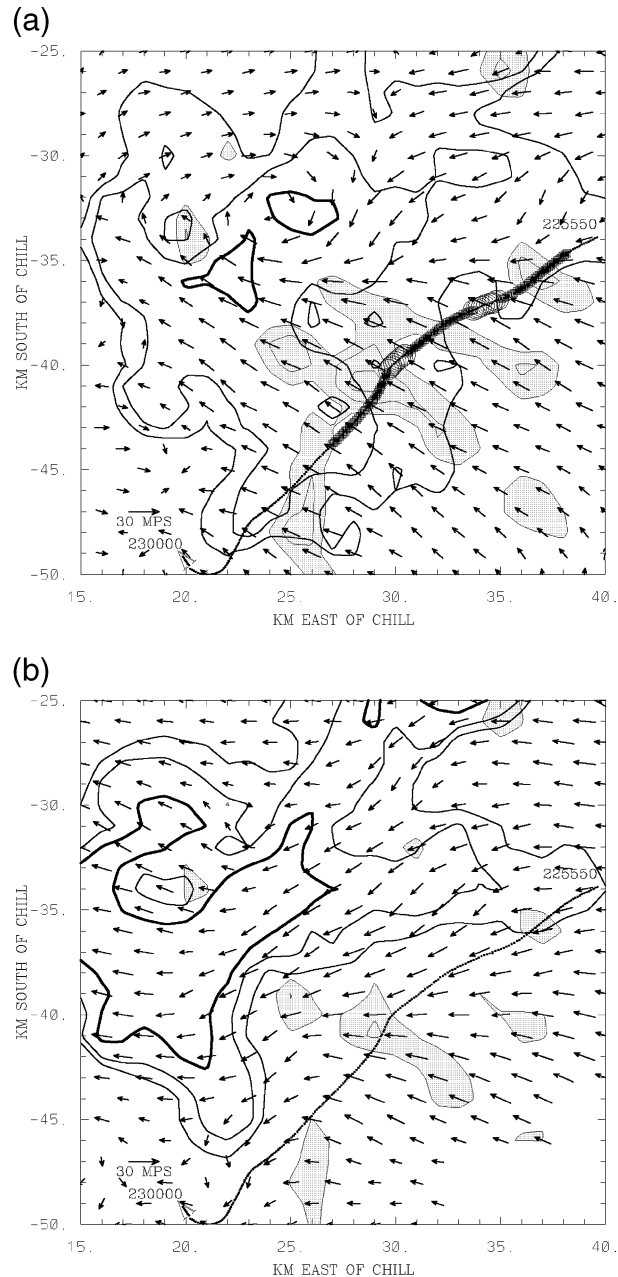 (a)
-25.
-30.
-35.
-40.
-45.
-50.
KM SOUTH OF CHILL
225550
30 MPS
230000
15. 20. 25. 30. 35. 40.
KM EAST OF CHILL
(b)
-25.
-30.
-35.
-40.
-45.
-50.
KM SOUTH OF CHILL
225550
30 MPS
230000
15. 20. 25. 30. 35. 40.
KM EAST OF CHILL